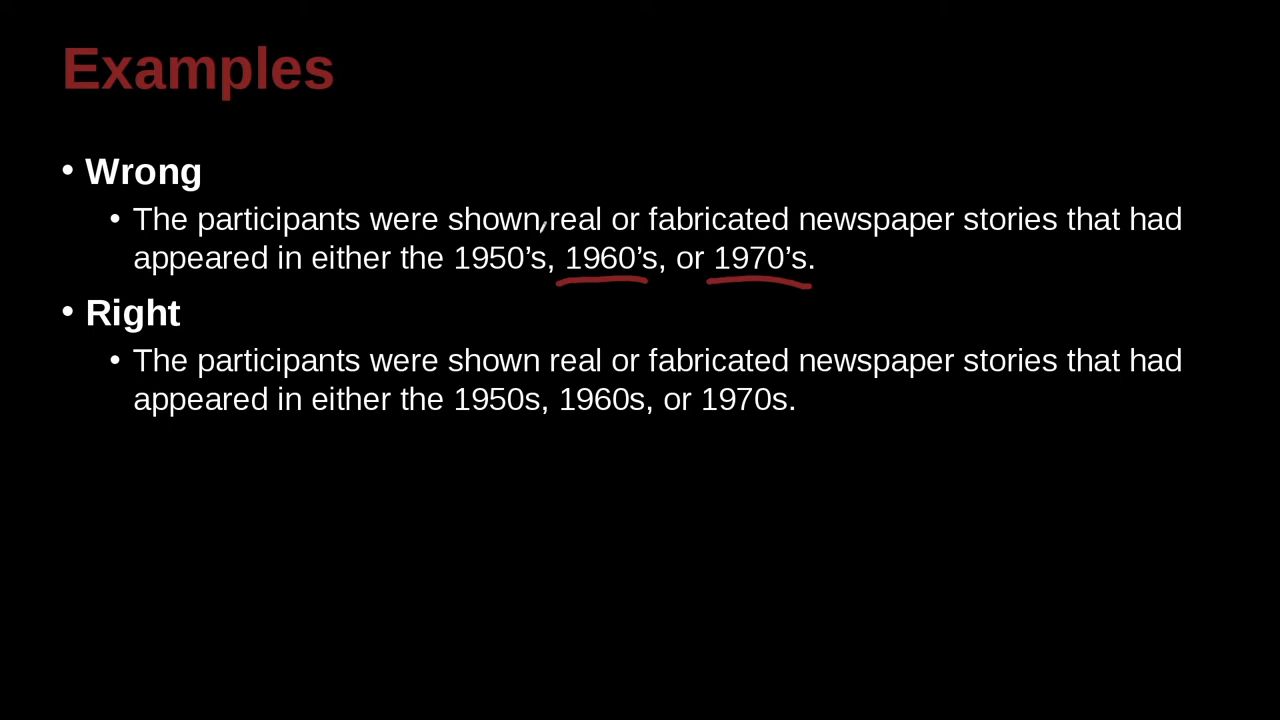 Examples
• Wrong
• The participants were shown real or fabricated newspaper stories that had
appeared in either the 1950’s, 1960’s, or 1970’s.
• Right
• The participants were shown real or fabricated newspaper stories that had
appeared in either the 1950s, 1960s, or 1970s.